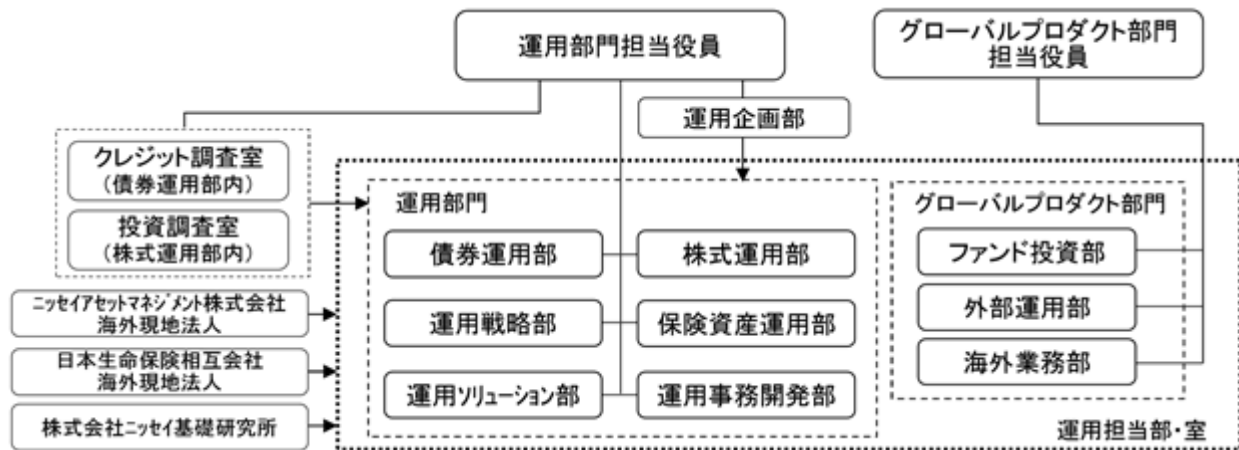 運用部門担当役員
グローバルプロダクト部門
担当役員
運用企画部
クレジット調査室
(債券運用部内)
投資調査室
(株式運用部内)
ニッセイアセットマネジメント株式会社
海外現地法人
日本生命保険相互会社
海外現地法人
株式会社ニッセイ基礎研究所
運用部門
債券運用部
株式運用部
運用戦略部
保険資産運用部
運用ソリューション部
運用事務開発部
グローバルプロダクト部門
ファンド投資部
外部運用部
海外業務部
運用担当部・室